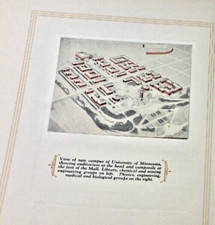 View of new campus of University of Minnesota,
showing auditorium at the head and campanile at
the foot of the Mall. Library, chemical and mining
engineering groups on left. Physics, engineering,
medical and biological groups on the right.